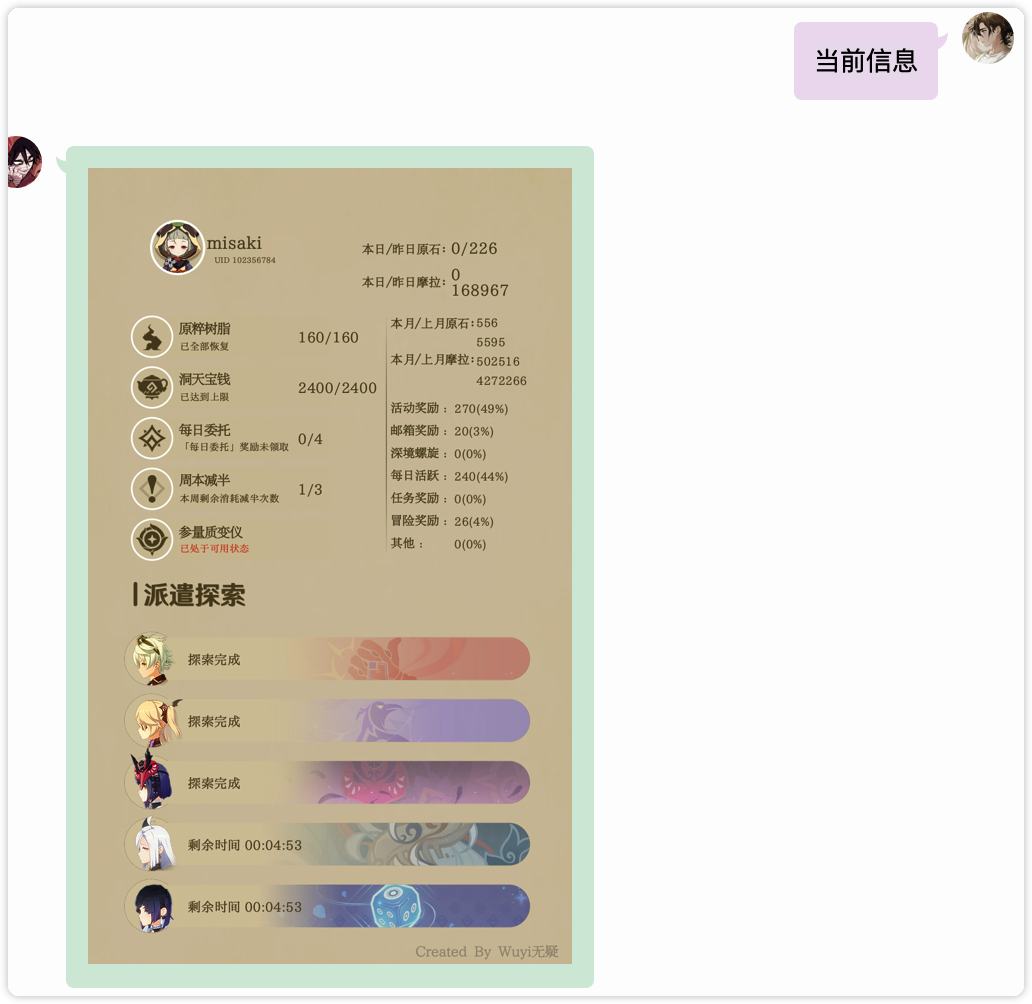 当前信息
misaki
UID 102356784
本日/昨日原石: 0/226
本日/昨日摩拉: 0
168967
原粹树脂
已全部恢复
160/160
洞天宝钱
已达到上限
2400/2400
每日委托
「每日委托」奖励未领取
0/4
周本减半
本周剩余消耗减半次数
1/3
参量质变仪
已处于可用状态
本月/上月原石: 556
5595
本月/上月摩拉: 502516
4272266
活动奖励 : 270(49%)
邮箱奖励 : 20(3%)
深境螺旋 : 0(0%)
每日活跃 : 240(44%)
任务奖励 : 0(0%)
冒险奖励 : 26(4%)
其他 : 0(0%)
派遣探索
探索完成
探索完成
探索完成
剩余时间 00:04:53
剩余时间 00:04:53
Created By Wuyi无疑